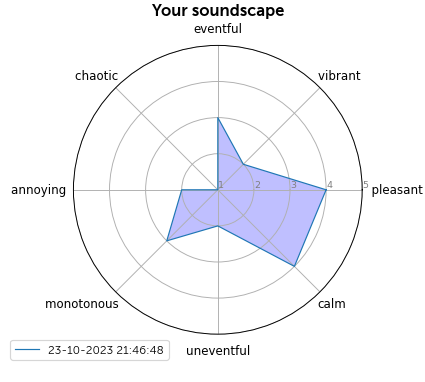 Your soundscape
eventful
chaotic
vibrant
annoying
1 2 3 4 5
pleasant
monotonous
calm
uneventful
23-10-2023 21:46:48